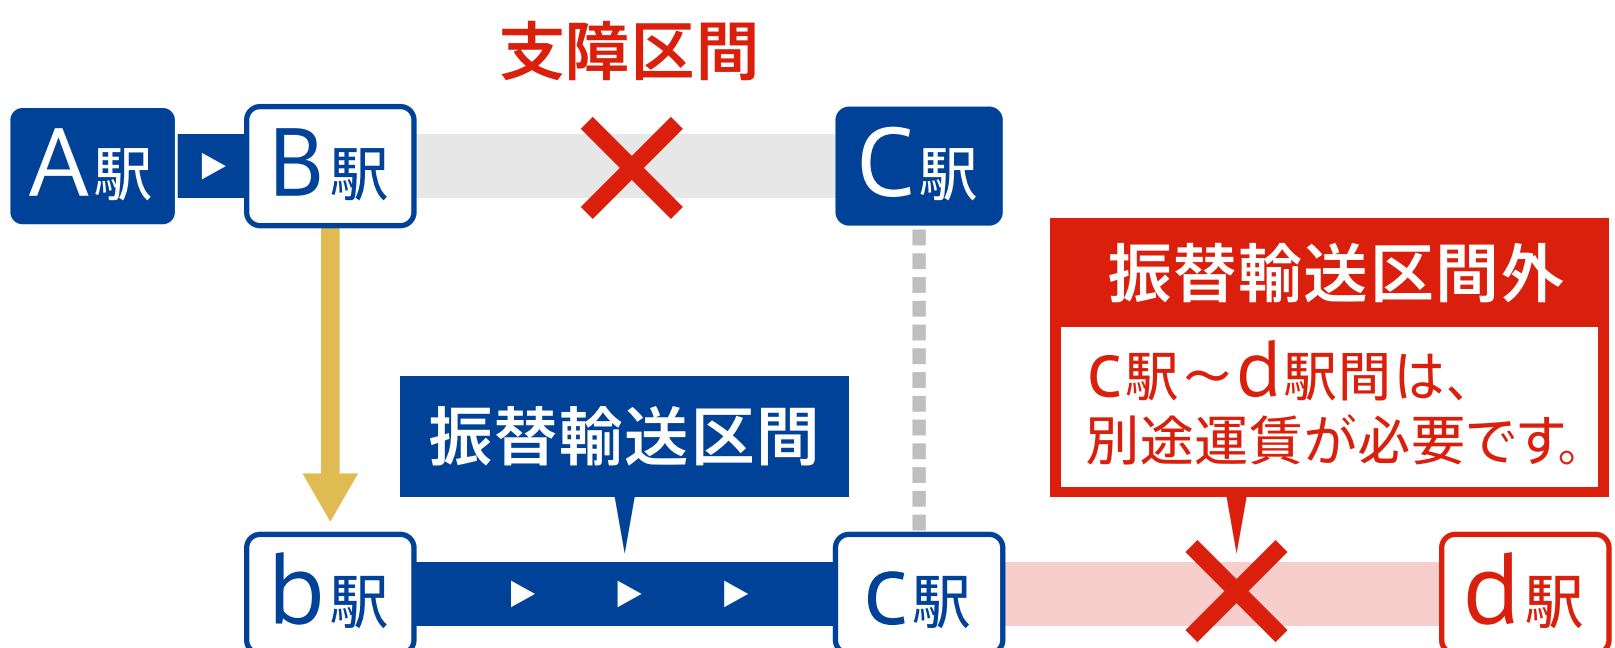 支障区間
A駅
B駅
C駅
振替輸送区間外
c駅～d駅間は、
別途運賃が必要です。
振替輸送区間
b駅
c駅
d駅